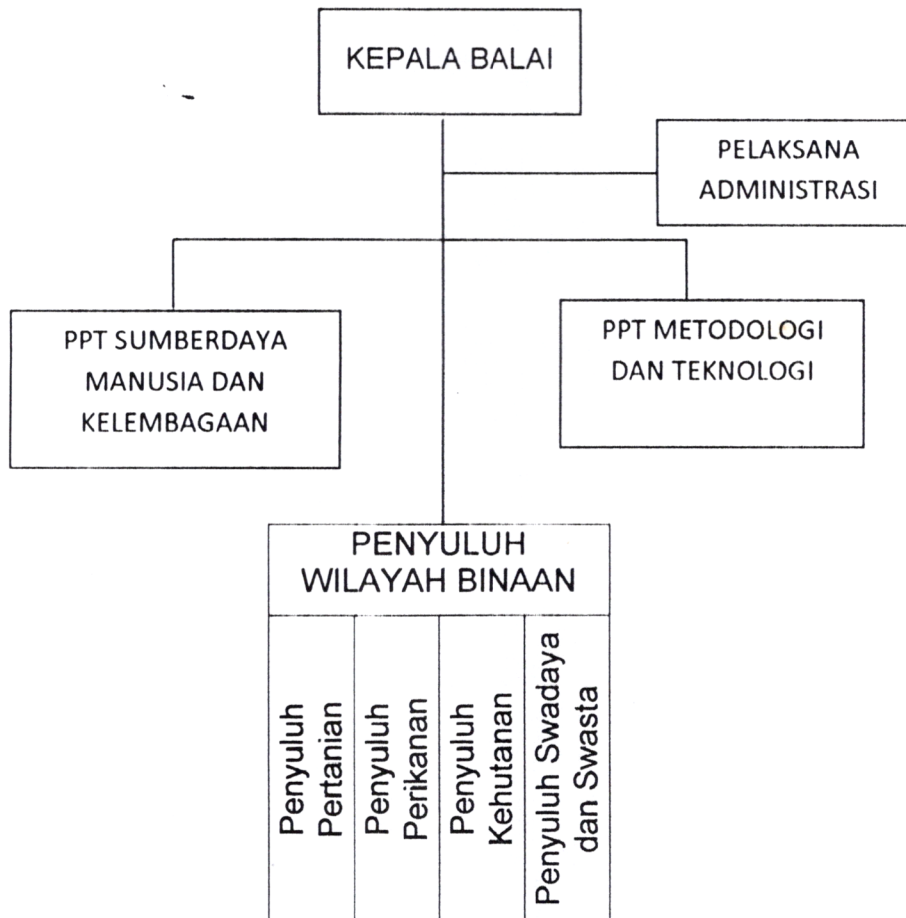 KEPALA BALAI
PELAKSANA
ADMINISTRASI
PPT SUMBERDAYA
MANUSIA DAN
KELEMBAGAAN
PPT METODOLOGI
DAN TEKNOLOGI
PENYULUH
WILAYAH BINAAN
Penyuluh
Pertanian
Penyuluh
Perikanan
Penyuluh
Kehutanan
Penyuluh Swadaya
dan Swasta